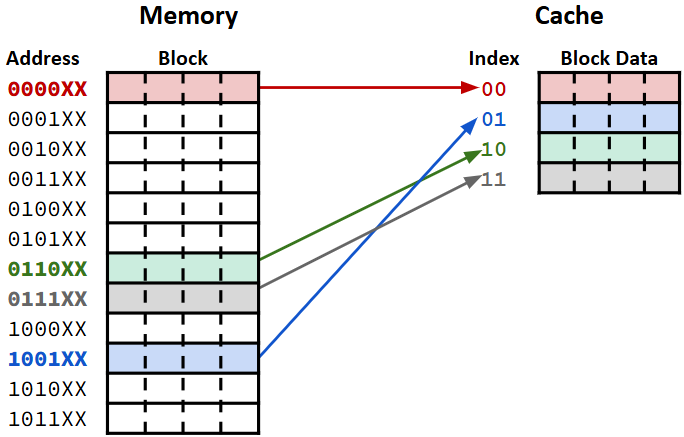 Memory Cache
Address Block Index Block Data
0000XX 00
0001XX 01
0010XX 10
0011XX 11
0100XX
0101XX
0110XX
0111XX
1000XX
1001XX
1010XX
1011XX